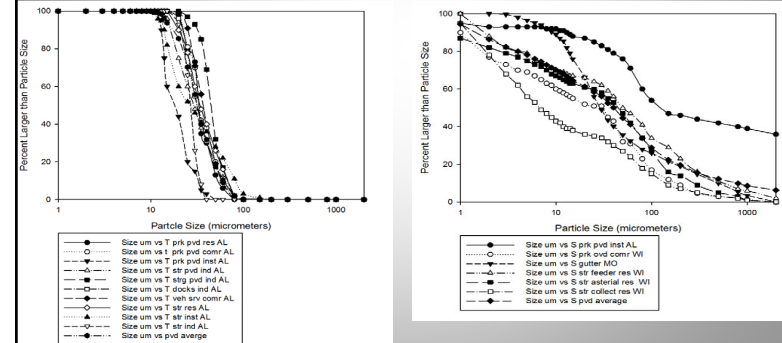 Percent Larger than Particle Size
100
80
60
40
20
0
1
10
100
1000
Partcle Size (micrometers)
Size um vs T prk pvd res AL
Size um vs t prk pvd comr AL
Size um vs T prk pvd inst AL
Size um vs T str pvd ind AL
Size um vs T strg pvd ind AL
Size um vs T docks ind AL
Size um vs T veh srv comr AL
Size um vs T str res AL
Size um vs T str inst AL
Size um vs T str ind AL
Size um vs pvd averge
Percent Larger than Particle Size
100
80
60
40
20
0
1
10
100
1000
Particle Size (micrometers)
Size um vs S prk pvd inst AL
Size um vs S prk ovd comr WI
Size um vs S gutter MO
Size um vs S str feeder res WI
Size um vs S str asterial res WI
Size um vs S str collect res WI
Size um vs S pvd average